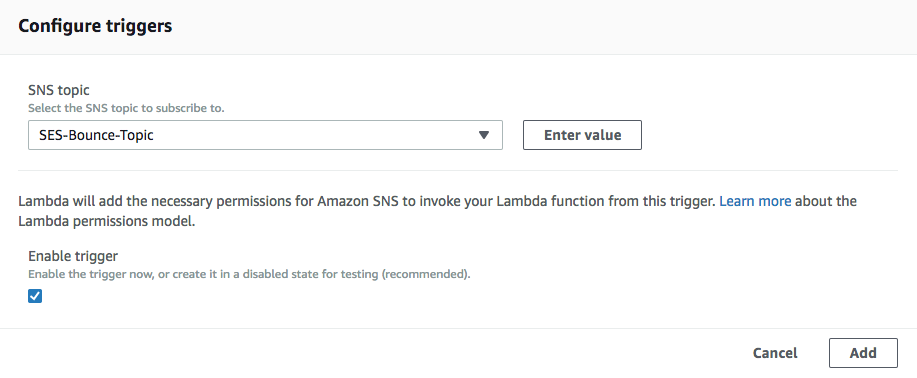 Configure triggers
SNS topic
Select the SNS topic to subscribe to.
SES-Bounce-Topic
Enter value
Lambda will add the necessary permissions for Amazon SNS to invoke your Lambda function from this trigger. Learn more about the
Lambda permissions model.
Enable trigger
Enable the trigger now, or create it in a disabled state for testing (recommended).
Cancel
Add